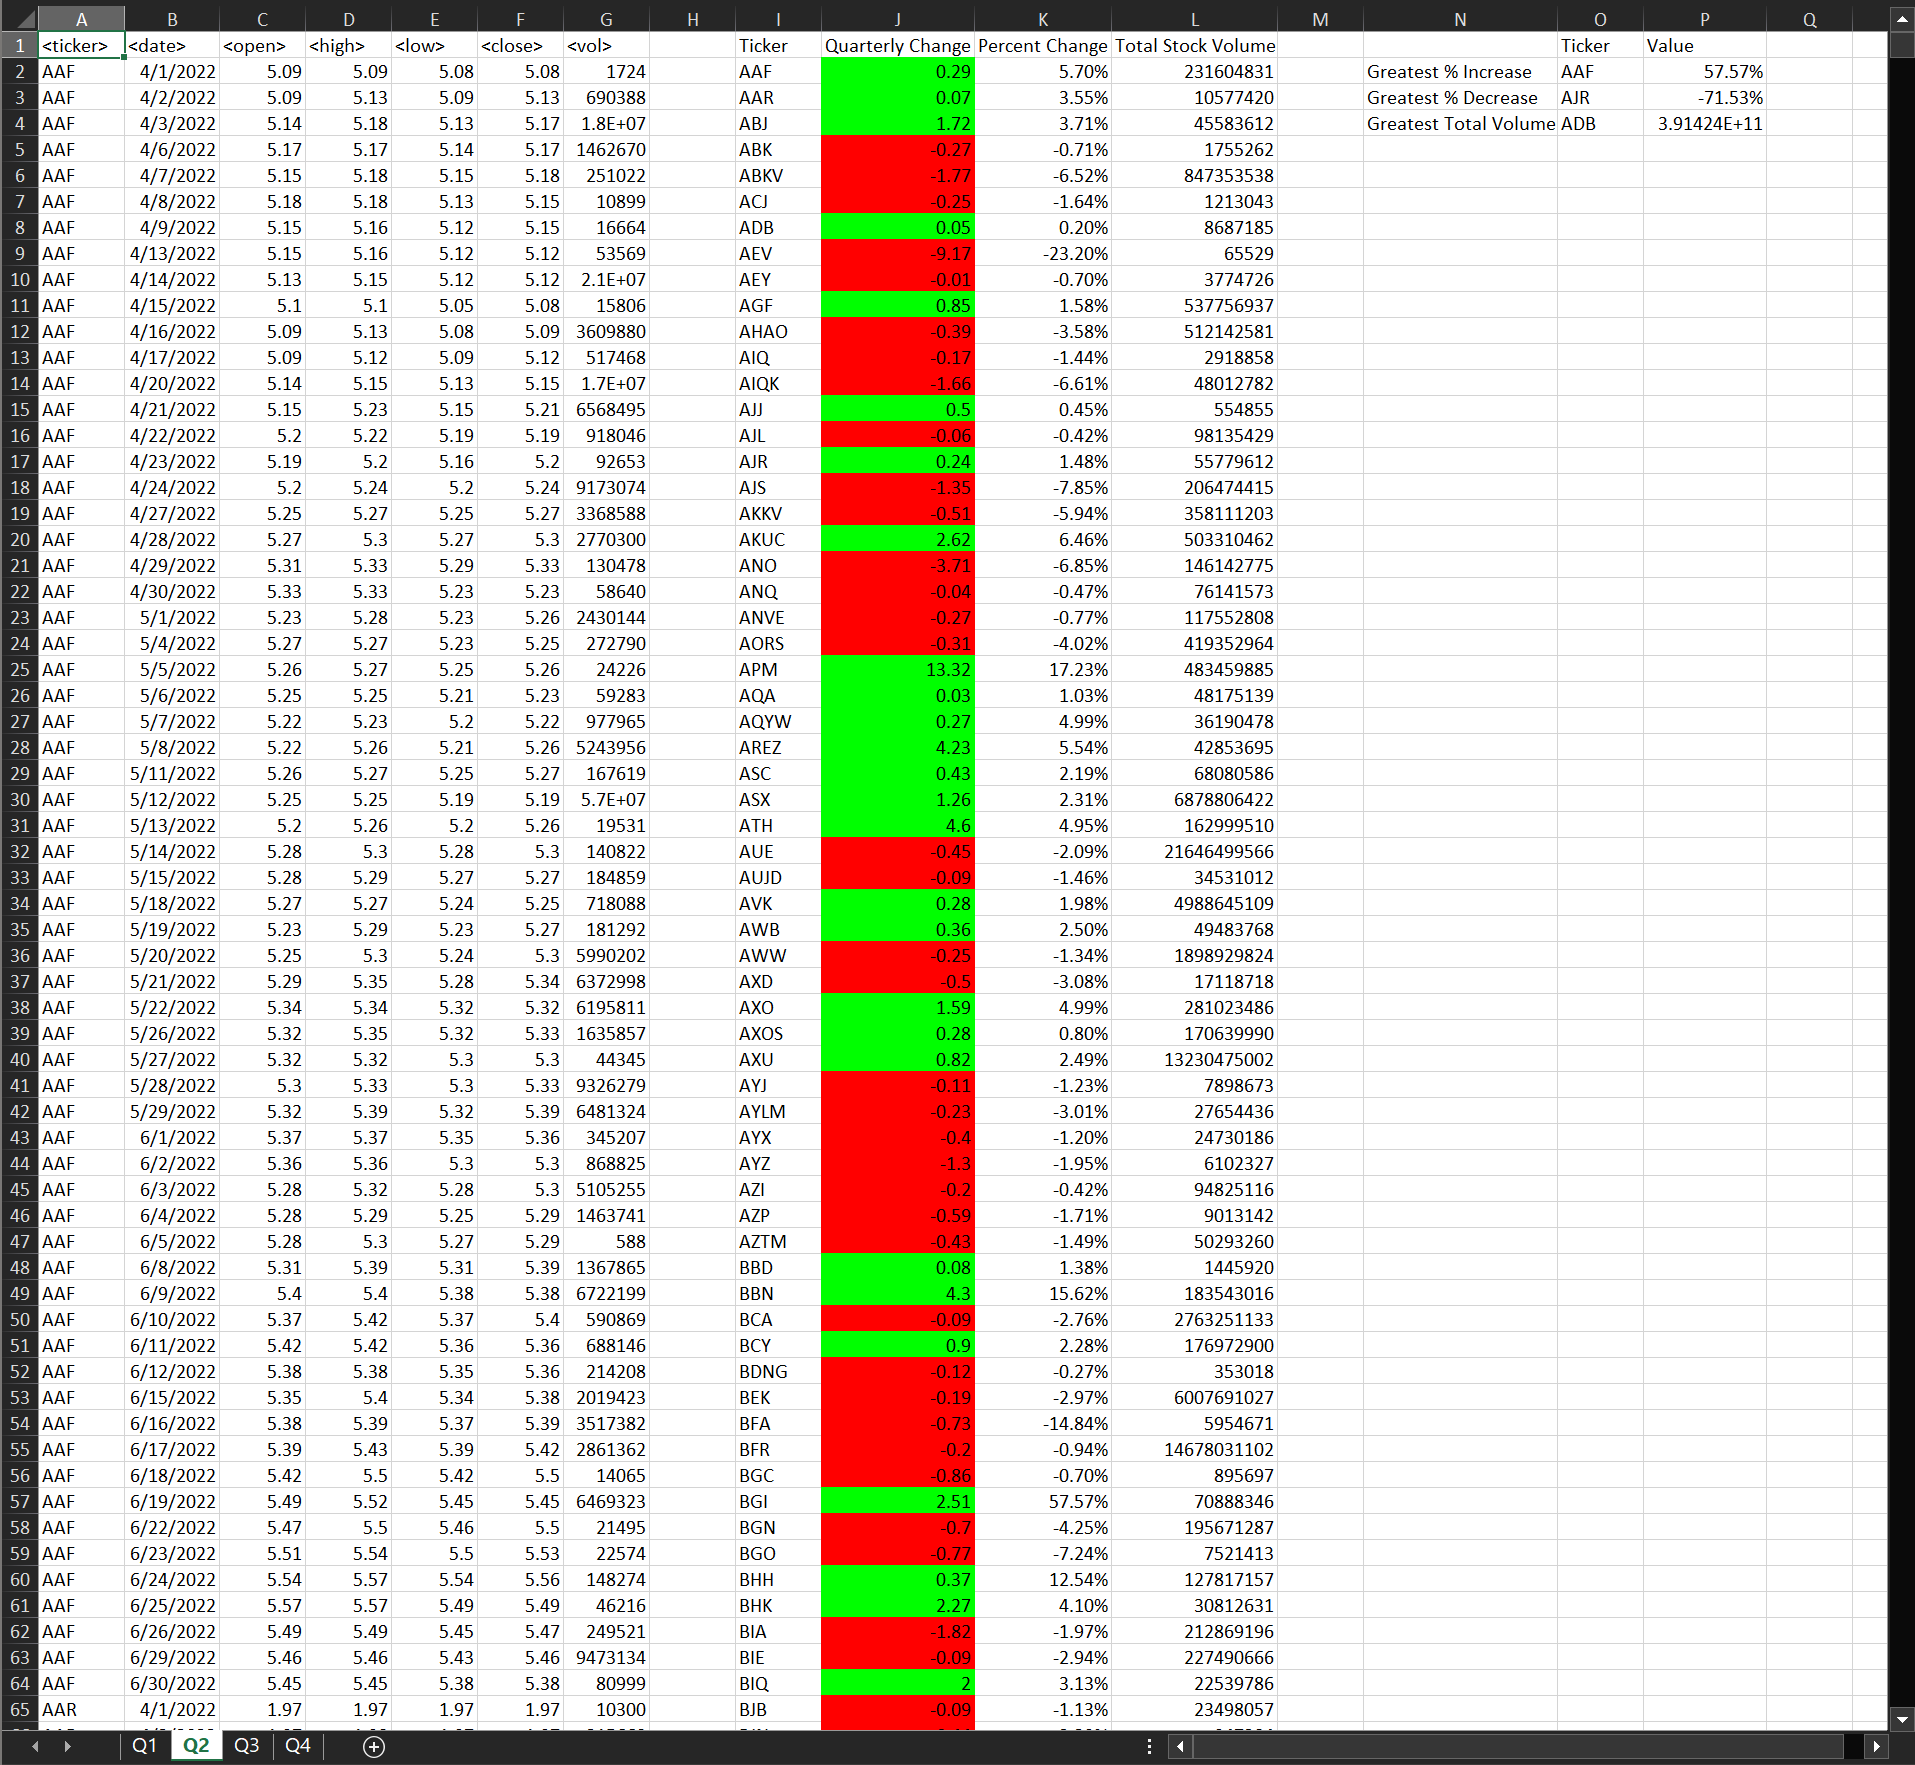 A B C D E F G H I J K L M N O P Q
1 <ticker> <date> <open> <high> <low> <close> <vol> Ticker Quarterly Change Percent Change Total Stock Volume Ticker Value
2 AAF 4/1/2022 5.09 5.09 5.08 5.08 1724 AAF 0.29 5.70% 231604831 Greatest % Increase AAF 57.57%
3 AAF 4/2/2022 5.09 5.13 5.09 5.13 690388 AAR 0.07 3.55% 10577420 Greatest % Decrease AJR -71.53%
4 AAF 4/3/2022 5.14 5.18 5.13 5.17 1.8E+07 ABJ 1.72 3.71% 45583612 Greatest Total Volume ADB 3.91424E+11
5 AAF 4/6/2022 5.17 5.17 5.14 5.17 1462670 ABK -0.27 -0.71% 1755262
6 AAF 4/7/2022 5.15 5.18 5.15 5.18 251022 ABKV -1.77 -6.52% 847353538
7 AAF 4/8/2022 5.18 5.18 5.13 5.15 10899 ACJ -0.25 -1.64% 1213043
8 AAF 4/9/2022 5.15 5.16 5.12 5.15 16664 ADB 0.05 0.20% 8687185
9 AAF 4/13/2022 5.15 5.16 5.12 5.12 53569 AEV -9.17 -23.20% 65529
10 AAF 4/14/2022 5.13 5.15 5.12 5.12 2.1E+07 AEY -0.01 -0.70% 3774726
11 AAF 4/15/2022 5.1 5.1 5.05 5.08 15806 AGF 0.85 1.58% 537756937
12 AAF 4/16/2022 5.09 5.13 5.08 5.09 3609880 AHAO -0.39 -3.58% 512142581
13 AAF 4/17/2022 5.09 5.12 5.09 5.12 517468 AIQ -0.17 -1.44% 2918858
14 AAF 4/20/2022 5.14 5.15 5.13 5.15 1.7E+07 AIQK -1.66 -6.61% 48012782
15 AAF 4/21/2022 5.15 5.23 5.15 5.21 6568495 AJJ 0.5 0.45% 554855
16 AAF 4/22/2022 5.2 5.22 5.19 5.19 918046 AJL -0.06 -0.42% 98135429
17 AAF 4/23/2022 5.19 5.2 5.16 5.2 92653 AJR 0.24 1.48% 55779612
18 AAF 4/24/2022 5.2 5.24 5.2 5.24 9173074 AJS -1.35 -7.85% 206474415
19 AAF 4/27/2022 5.25 5.27 5.25 5.27 3368588 AKKV -0.51 -5.94% 358111203
20 AAF 4/28/2022 5.27 5.3 5.27 5.3 2770300 AKUC 2.62 6.46% 503310462
21 AAF 4/29/2022 5.31 5.33 5.29 5.33 130478 ANO -3.71 -6.85% 146142775
22 AAF 4/30/2022 5.33 5.33 5.23 5.23 58640 ANQ -0.04 -0.47% 76141573
23 AAF 5/1/2022 5.23 5.28 5.23 5.26 2430144 ANVE -0.27 -0.77% 117552808
24 AAF 5/4/2022 5.27 5.27 5.23 5.25 272790 AORS -0.31 -4.02% 419352964
25 AAF 5/5/2022 5.26 5.27 5.25 5.26 24226 APM 13.32 17.23% 483459885
26 AAF 5/6/2022 5.25 5.25 5.21 5.23 59283 AQA 0.03 1.03% 48175139
27 AAF 5/7/2022 5.22 5.23 5.2 5.22 977965 AQYW 0.27 4.99% 36190478
28 AAF 5/8/2022 5.22 5.26 5.21 5.26 5243956 AREZ 4.23 5.54% 42853695
29 AAF 5/11/2022 5.26 5.27 5.25 5.27 167619 ASC 0.43 2.19% 68080586
30 AAF 5/12/2022 5.25 5.25 5.19 5.19 5.7E+07 ASX 1.26 2.31% 6878806422
31 AAF 5/13/2022 5.2 5.26 5.2 5.26 19531 ATH 4.6 4.95% 162999510
32 AAF 5/14/2022 5.28 5.3 5.28 5.3 140822 AUE -0.45 -2.09% 21646499566
33 AAF 5/15/2022 5.28 5.29 5.27 5.27 184859 AUJD -0.09 -1.46% 34531012
34 AAF 5/18/2022 5.27 5.27 5.24 5.25 718088 AVK 0.28 1.98% 4988645109
35 AAF 5/19/2022 5.23 5.29 5.23 5.27 181292 AWB 0.36 2.50% 49483768
36 AAF 5/20/2022 5.25 5.3 5.24 5.3 5990202 AWW -0.25 -1.34% 1898929824
37 AAF 5/21/2022 5.29 5.35 5.28 5.34 6372998 AXD -0.5 -3.08% 17118718
38 AAF 5/22/2022 5.34 5.34 5.32 5.32 6195811 AXO 1.59 4.99% 281023486
39 AAF 5/26/2022 5.32 5.35 5.32 5.33 1635857 AXOS 0.28 0.80% 170639990
40 AAF 5/27/2022 5.32 5.32 5.3 5.3 44345 AXU 0.82 2.49% 13230475002
41 AAF 5/28/2022 5.3 5.33 5.3 5.33 9326279 AYJ -0.11 -1.23% 7898673
42 AAF 5/29/2022 5.32 5.39 5.32 5.39 6481324 AYLM -0.23 -3.01% 27654436
43 AAF 6/1/2022 5.37 5.37 5.35 5.36 345207 AYX -0.4 -1.20% 24730186
44 AAF 6/2/2022 5.36 5.36 5.3 5.3 868825 AYZ -1.3 -1.95% 6102327
45 AAF 6/3/2022 5.28 5.32 5.28 5.3 5105255 AZI -0.2 -0.42% 94825116
46 AAF 6/4/2022 5.28 5.29 5.25 5.29 1463741 AZP -0.59 -1.71% 9013142
47 AAF 6/5/2022 5.28 5.3 5.27 5.29 588 AZTM -0.43 -1.49% 50293260
48 AAF 6/8/2022 5.31 5.39 5.31 5.39 1367865 BBD 0.08 1.38% 1445920
49 AAF 6/9/2022 5.4 5.4 5.38 5.38 6722199 BBN 4.3 15.62% 183543016
50 AAF 6/10/2022 5.37 5.42 5.37 5.4 590869 BCA -0.09 -2.76% 2763251133
51 AAF 6/11/2022 5.42 5.42 5.36 5.36 688146 BCY 0.9 2.28% 176972900
52 AAF 6/12/2022 5.38 5.38 5.35 5.36 214208 BDNG -0.12 -0.27% 353018
53 AAF 6/15/2022 5.35 5.4 5.34 5.38 2019423 BEK -0.19 -2.97% 6007691027
54 AAF 6/16/2022 5.38 5.39 5.37 5.39 3517382 BFA -0.73 -14.84% 5954671
55 AAF 6/17/2022 5.39 5.43 5.39 5.42 2861362 BFR -0.2 -0.94% 14678031102
56 AAF 6/18/2022 5.42 5.5 5.42 5.5 14065 BGC -0.86 -0.70% 895697
57 AAF 6/19/2022 5.49 5.52 5.45 5.45 6469323 BGI 2.51 57.57% 70888346
58 AAF 6/22/2022 5.47 5.5 5.46 5.5 21495 BGN -0.7 -4.25% 195671287
59 AAF 6/23/2022 5.51 5.54 5.5 5.53 22574 BGO -0.77 -7.24% 7521413
60 AAF 6/24/2022 5.54 5.57 5.54 5.56 148274 BHH 0.37 12.54% 127817157
61 AAF 6/25/2022 5.57 5.57 5.49 5.49 46216 BHK 2.27 4.10% 30812631
62 AAF 6/26/2022 5.49 5.49 5.45 5.47 249521 BIA -1.82 -1.97% 212869196
63 AAF 6/29/2022 5.46 5.46 5.43 5.46 9473134 BIE -0.09 -2.94% 227490666
64 AAF 6/30/2022 5.45 5.45 5.38 5.38 80999 BIQ 2 3.13% 22539786
65 AAR 4/1/2022 1.97 1.97 1.97 1.97 10300 BJB -0.09 -1.13% 23498057
Q1 Q2 Q3 Q4